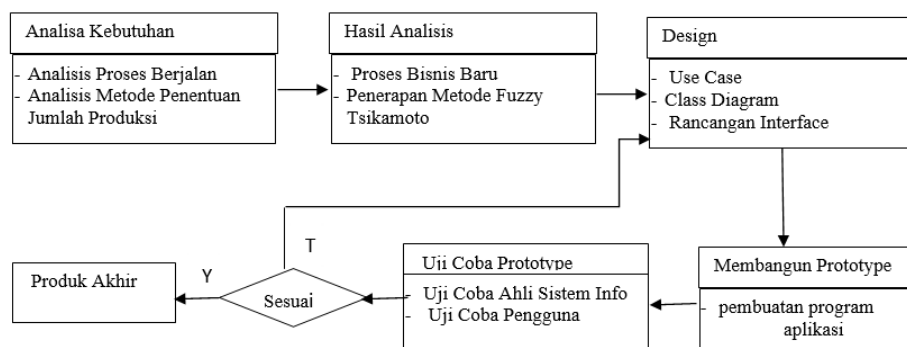 Analisa Kebutuhan
- Analisis Proses Berjalan
- Analisis Metode Penentuan
Jumlah Produksi
Hasil Analisis
- Proses Bisnis Baru
- Penerapan Metode Fuzzy
Tsikamoto
Design
- Use Case
- Class Diagram
- Rancangan Interface
Membangun Prototype
- pembuatan program
aplikasi
Uji Coba Prototype
- Uji Coba Ahli Sistem Info
- Uji Coba Pengguna
Sesuai
T
Y
Produk Akhir